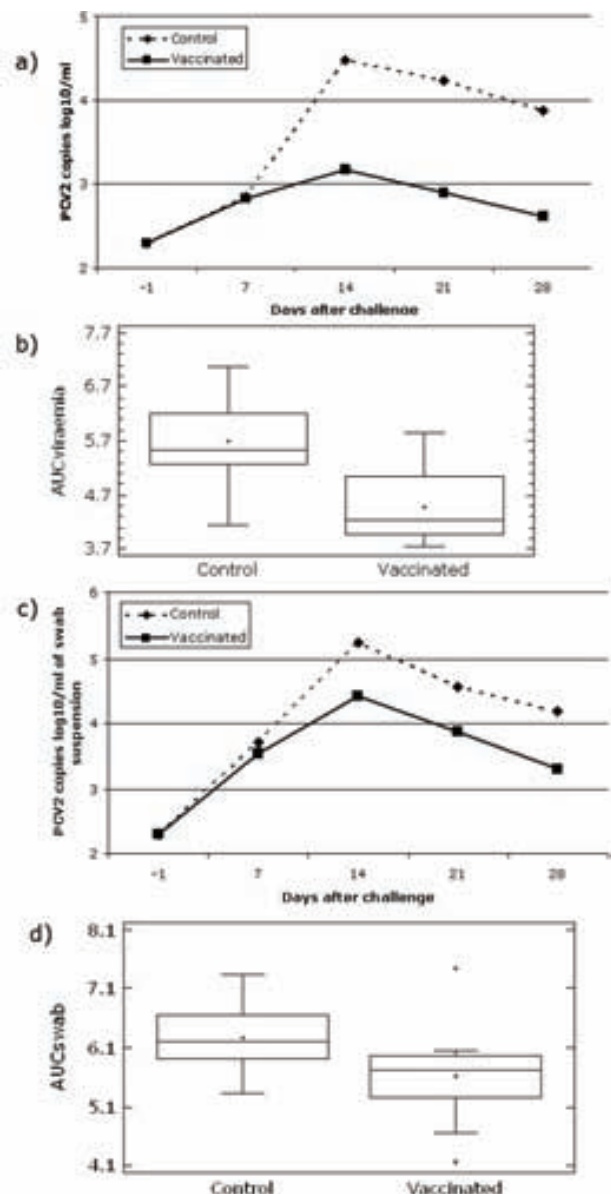 a)
Control
Vaccinated
PCV2 copies log10/ml
5
4
3
2
-1 7 14 21 28
Days after challenge
b)
AUCviraemia
7.7
6.7
5.7
4.7
3.7
Control Vaccinated
c)
Control
Vaccinated
PCV2 copies log10/ml of swab
suspension
6
5
4
3
2
-1 7 14 21 28
Days after challenge
d)
AUCswab
8.1
7.1
6.1
5.1
4.1
Control Vaccinated